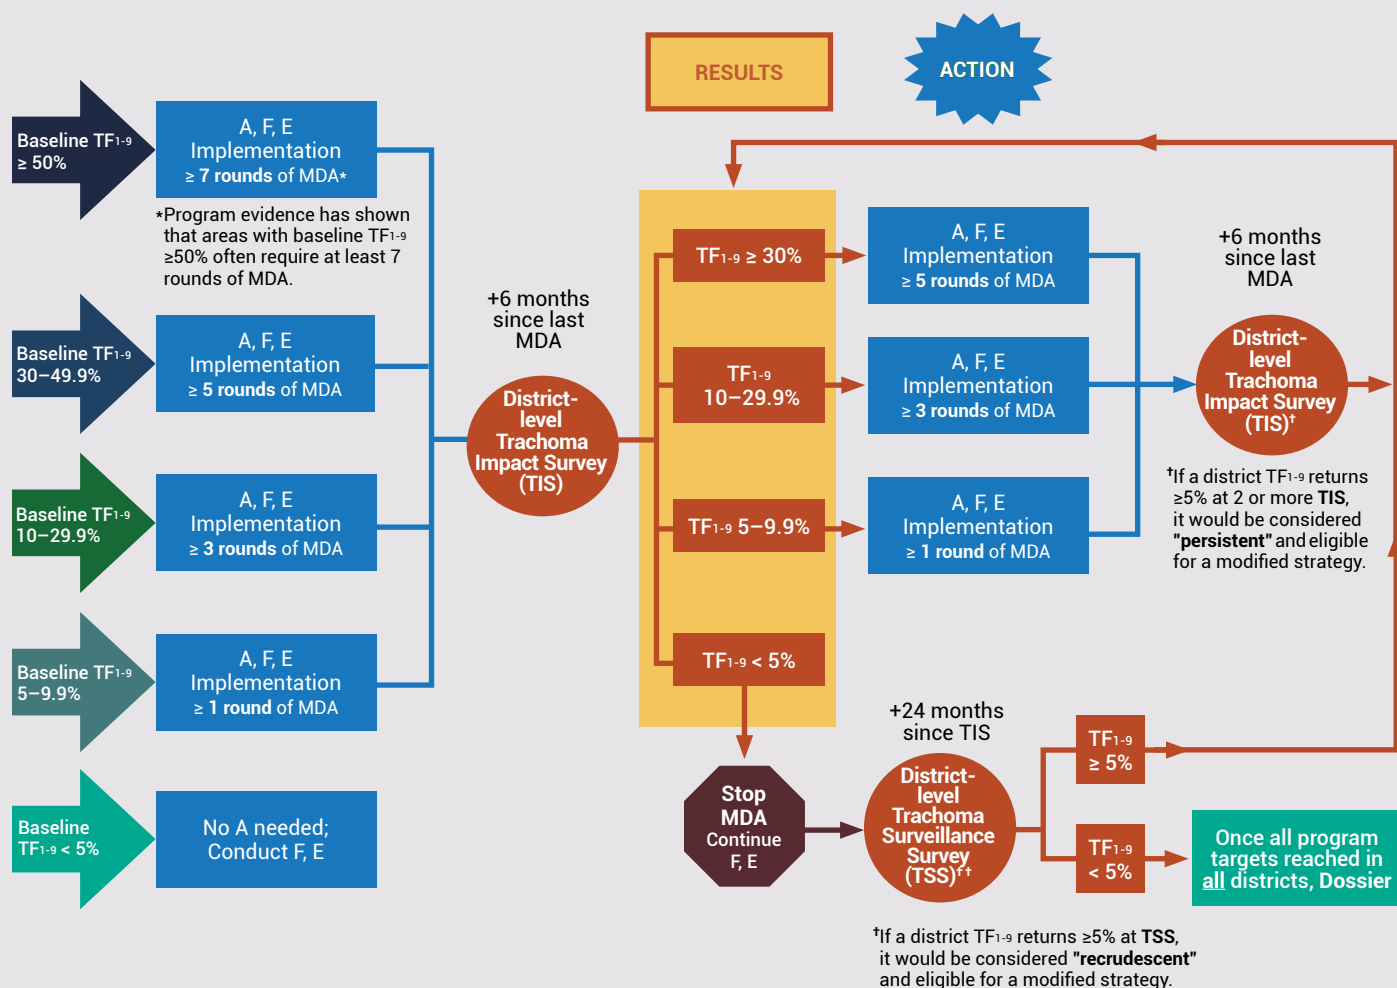 RESULTS
ACTION
Baseline TF1-9
≥ 50%
A, F, E
Implementation
≥ 7 rounds of MDA*
*Program evidence has shown
that areas with baseline TF1-9
≥50% often require at least 7
rounds of MDA.
Baseline TF1-9
30–49.9%
A, F, E
Implementation
≥ 5 rounds of MDA
Baseline TF1-9
10–29.9%
A, F, E
Implementation
≥ 3 rounds of MDA
Baseline TF1-9
5–9.9%
A, F, E
Implementation
≥ 1 round of MDA
Baseline
TF1-9 < 5%
No A needed;
Conduct F, E
+6 months
since last
MDA
District-
level
Trachoma
Impact Survey
(TIS)
TF1-9 ≥ 30%
TF1-9
10–29.9%
TF1-9 5–9.9%
TF1-9 < 5%
A, F, E
Implementation
≥ 5 rounds of MDA
A, F, E
Implementation
≥ 3 rounds of MDA
A, F, E
Implementation
≥ 1 round of MDA
+6 months
since last
MDA
District-
level
Trachoma
Impact Survey
(TIS)†
†If a district TF1-9 returns
≥5% at 2 or more TIS,
it would be considered
"persistent" and eligible
for a modified strategy.
Stop
MDA
Continue
F, E
+24 months
since TIS
District-
level
Trachoma
Surveillance
Survey
(TSS)††
TF1-9
≥ 5%
TF1-9
< 5%
Once all program
targets reached in
all districts, Dossier
†If a district TF1-9 returns ≥5% at TSS,
it would be considered "recrudescent"
and eligible for a modified strategy.